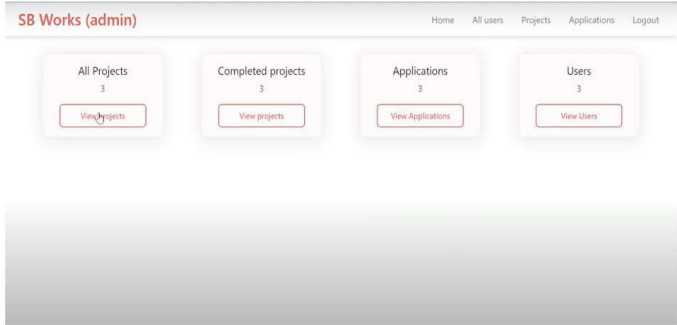 SB Works (admin)
Home All users Projects Applications Logout
All Projects
3
View projects
Completed projects
3
View projects
Applications
3
View Applications
Users
3
View Users